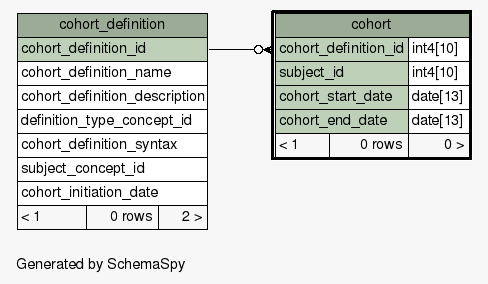 cohort_definition
cohort_definition_id
cohort_definition_name
cohort_definition_description
definition_type_concept_id
cohort_definition_syntax
subject_concept_id
cohort_initiation_date
< 1 0 rows 2 >
cohort
cohort_definition_id int4[10]
subject_id int4[10]
cohort_start_date date[13]
cohort_end_date date[13]
< 1 0 rows 0 >
Generated by SchemaSpy